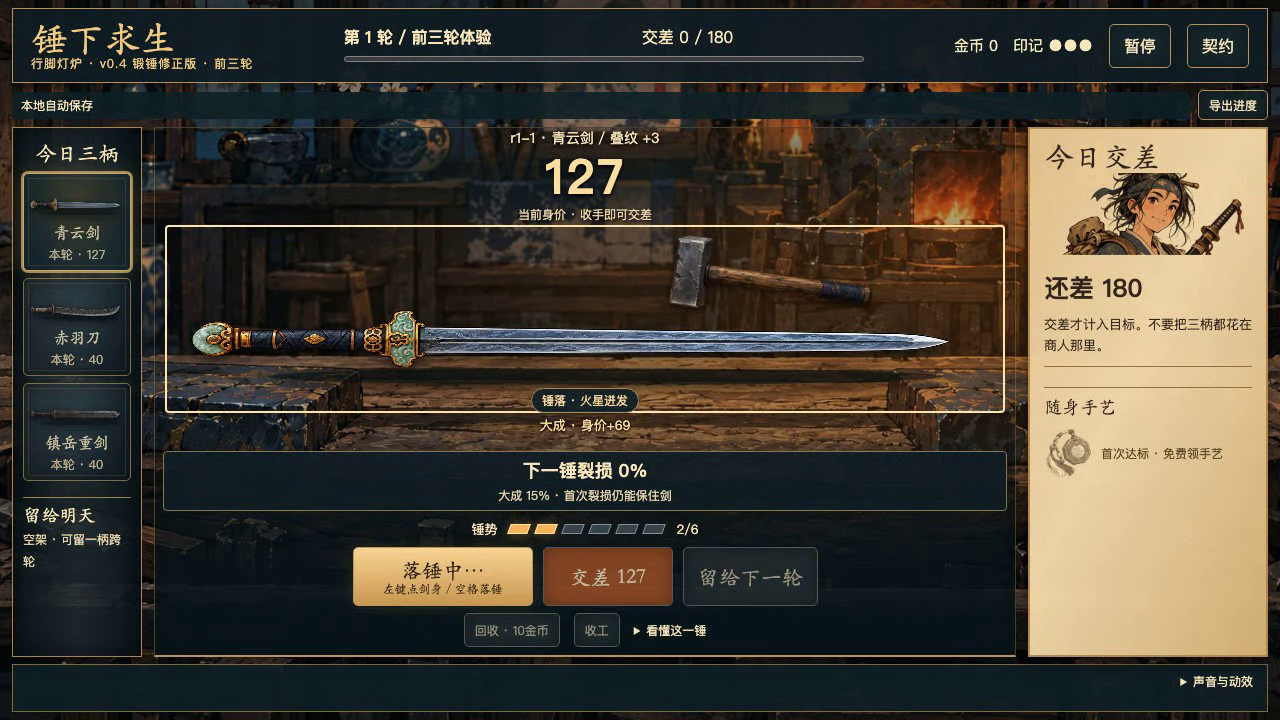 锤下求生
行脚灯炉 · v0.4 锻锤修正版 · 前三轮
第 1 轮 / 前三轮体验
交差 0 / 180
金币 0 印记 ●●●
暂停
契约
本地自动保存
导出进度
今日三柄
青云剑
本轮 · 127
赤羽刀
本轮 · 40
镇岳重剑
本轮 · 40
留给明天
空架 · 可留一柄跨
轮
r1–1 · 青云剑 / 叠纹 +3
127
当前身价 · 收手即可交差
锤落 · 火星迸发
大成 · 身价+69
下一锤裂损 0%
大成 15% · 首次裂损仍能保住剑
锤势 2/6
落锤中···
左键点剑身 / 空格落锤
交差 127
留给下一轮
回收 · 10金币
收工
▸ 看懂这一锤
今日交差
还差 180
交差才计入目标。不要把三柄都花在
商人那里。
随身手艺
首次达标 · 免费领手艺
▸ 声音与动效